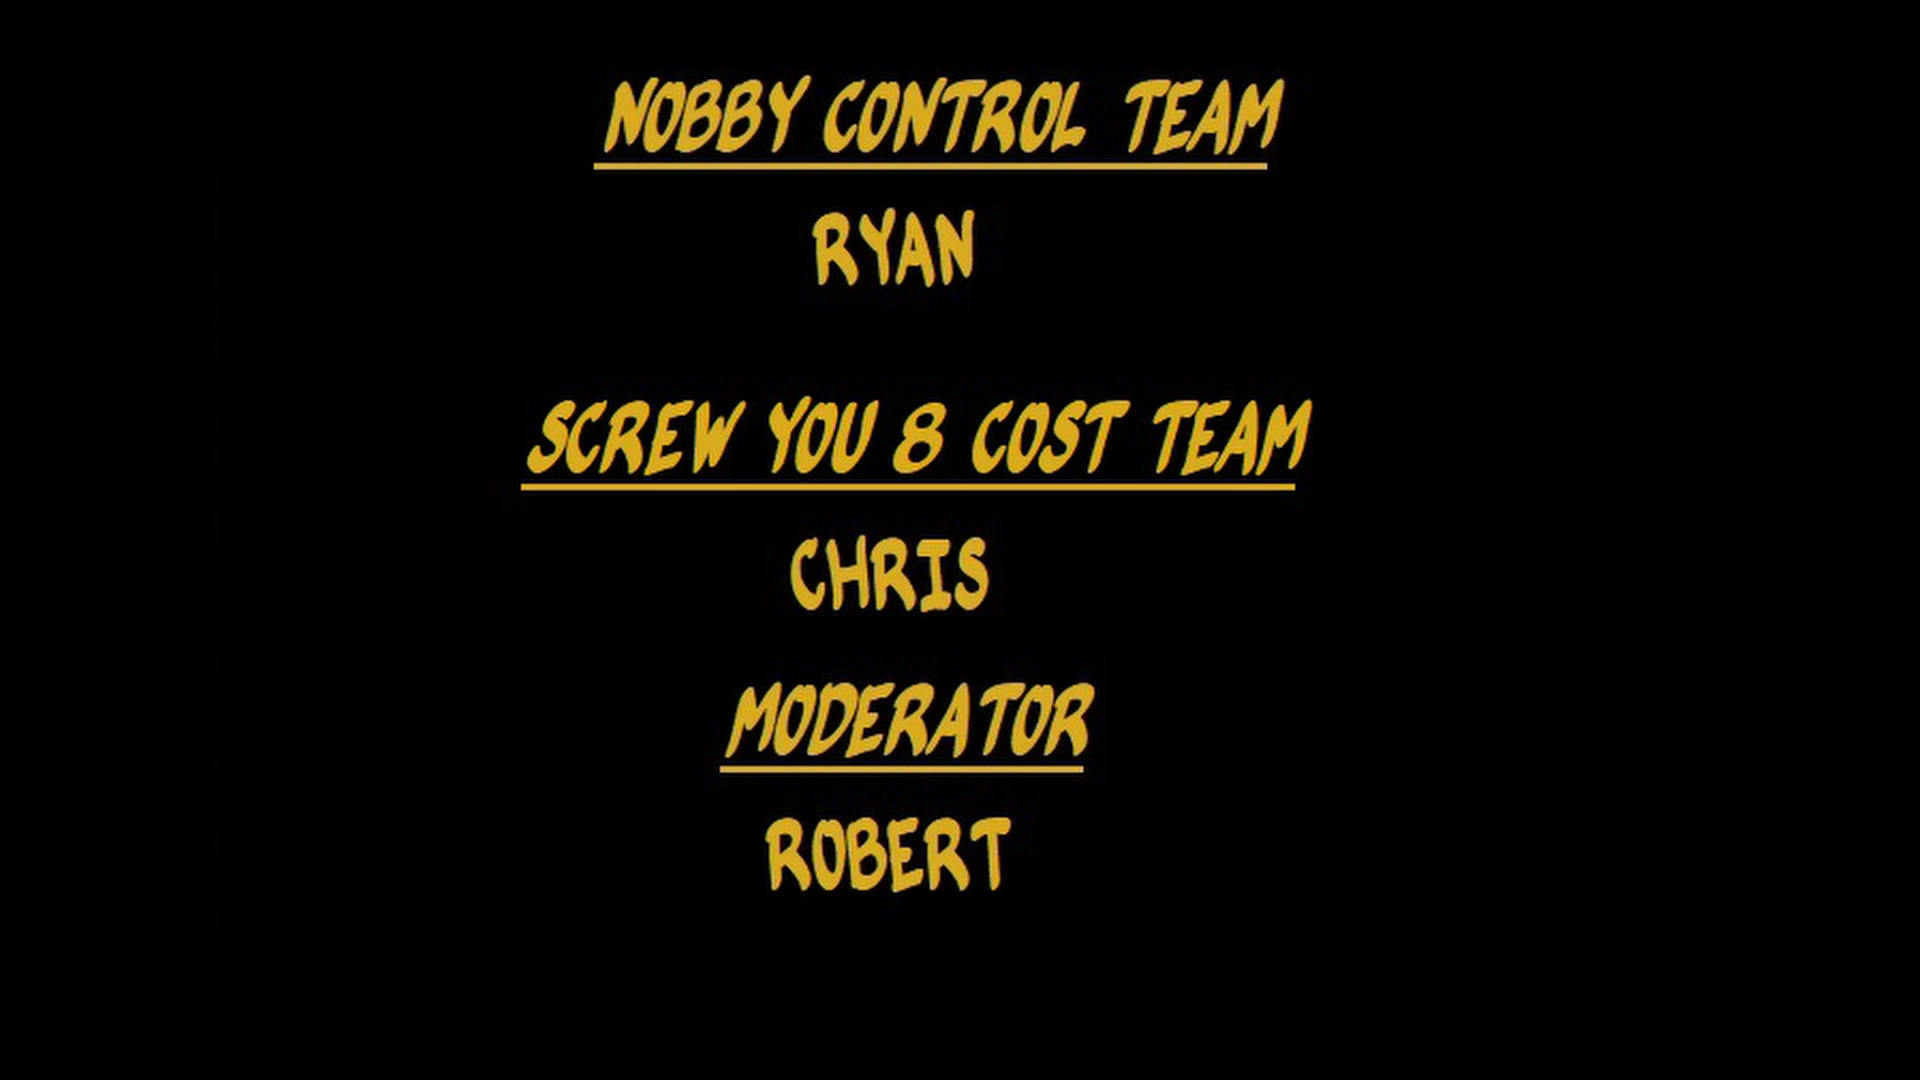 NOBBY CONTROL TEAM
RYAN
SCREW YOU 8 COST TEAM
CHRIS
MODERATOR
ROBERT